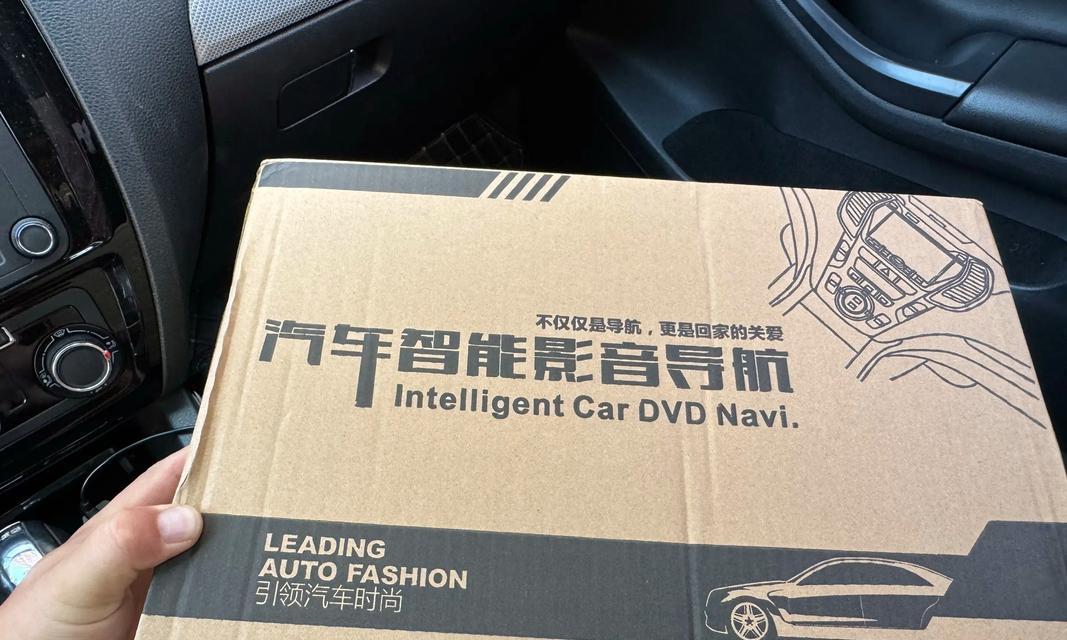 不仅仅是导航，更是回家的关爱
汽车智能影音导航
Intelligent Car DVD Navi.
LEADING
AUTO FASHION
引领汽车时尚